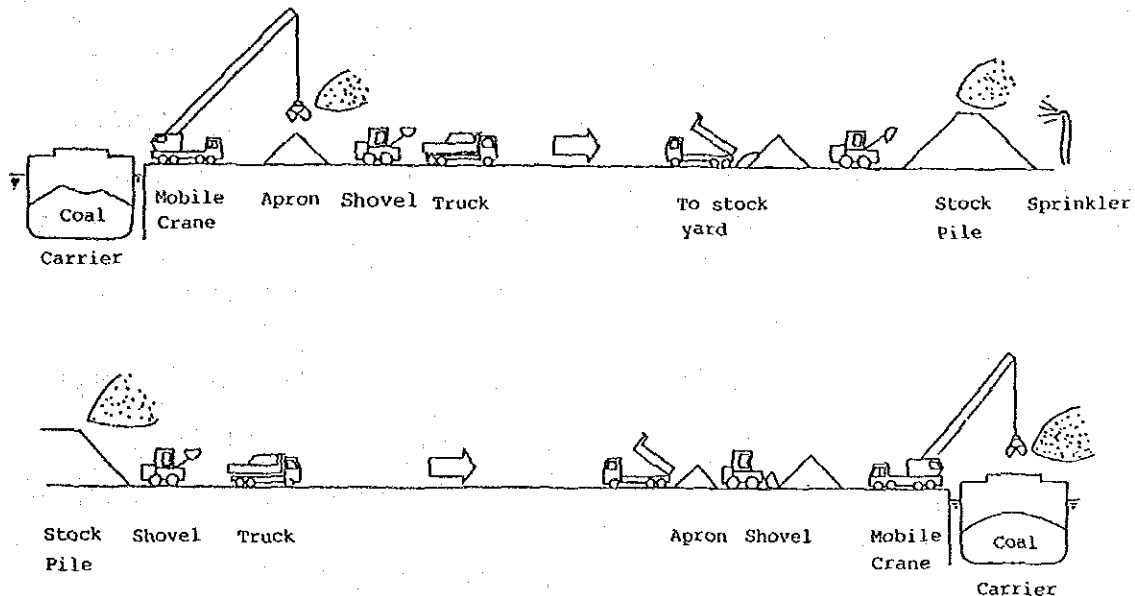 Coal
Carrier
Mobile Crane
Apron
Shovel
Truck
To stock yard
Stock Pile
Sprinkler
Stock Pile
Shovel
Truck
Apron
Shovel
Mobile Crane
Coal
Carrier